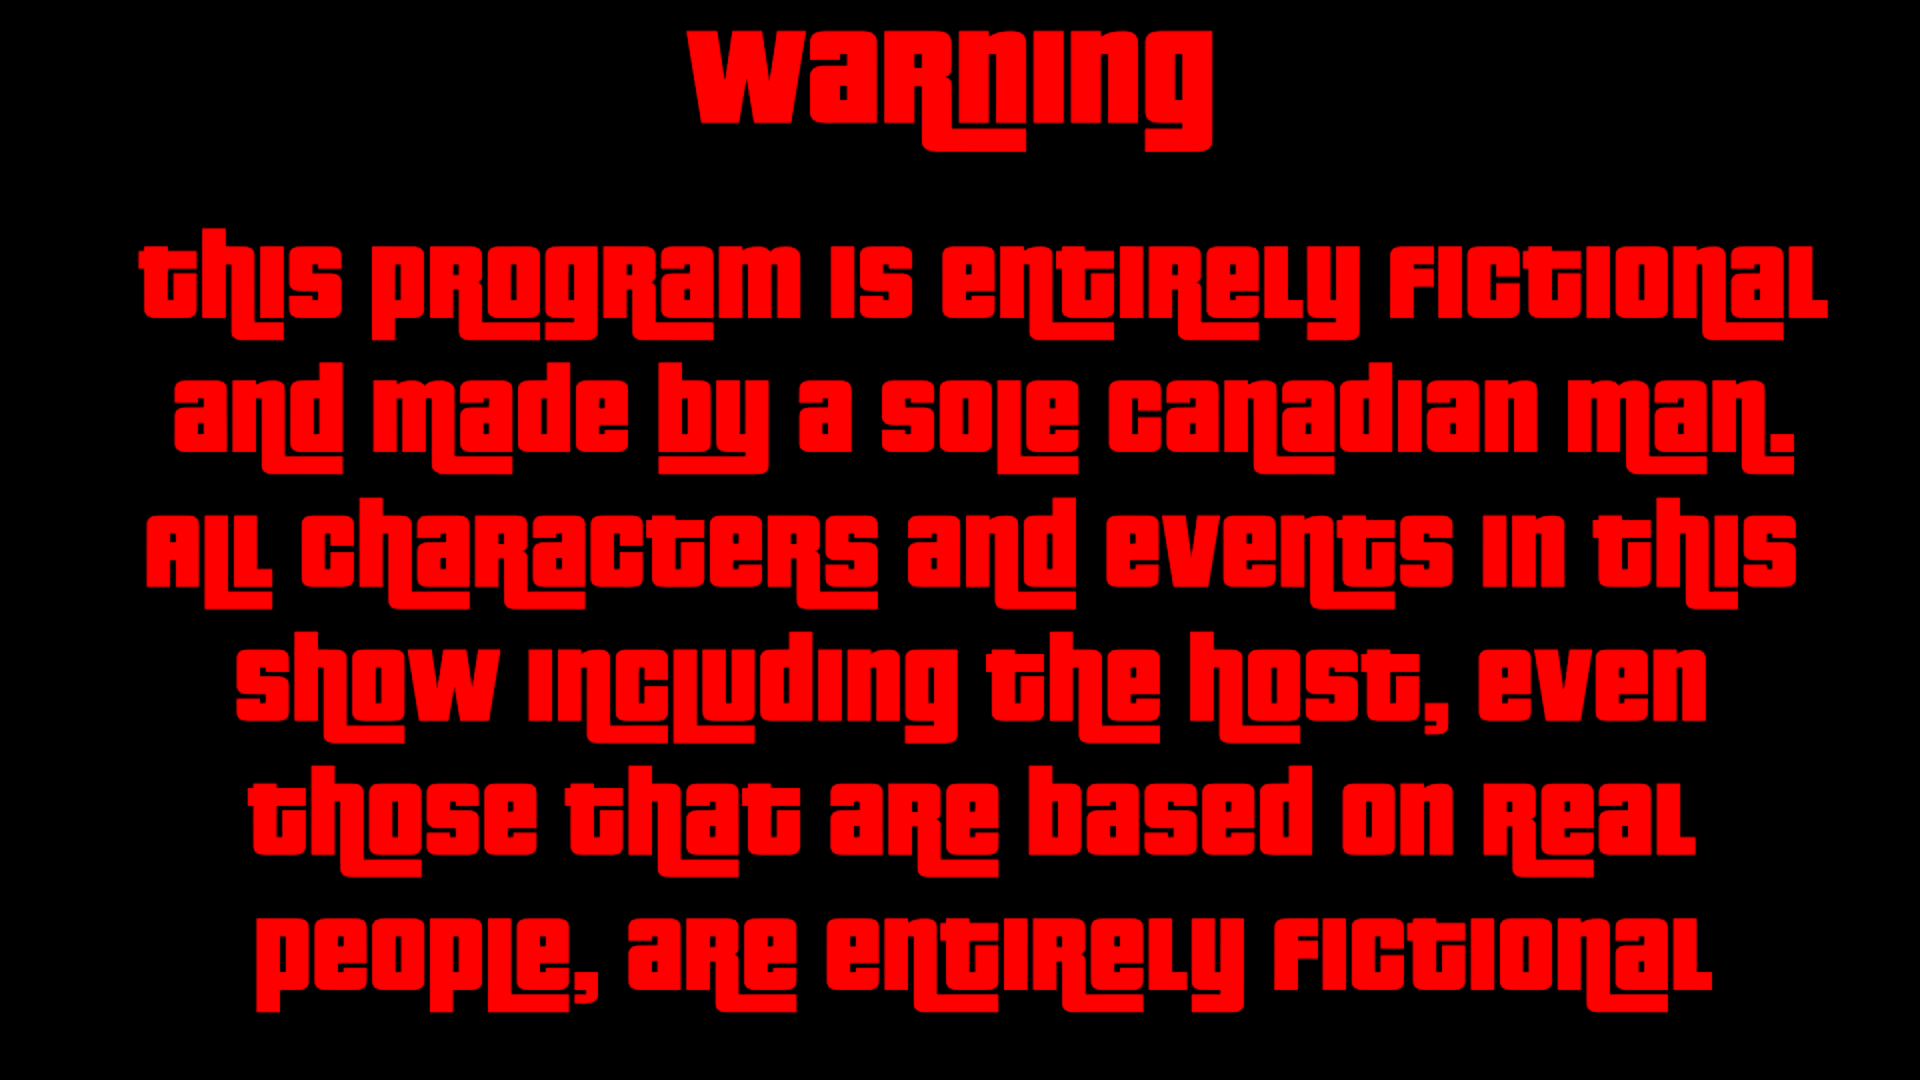 Warning
This program is entirely fictional
and made by a sole Canadian man.
All characters and events in this
show including the host, even
those that are based on real
people, are entirely fictional